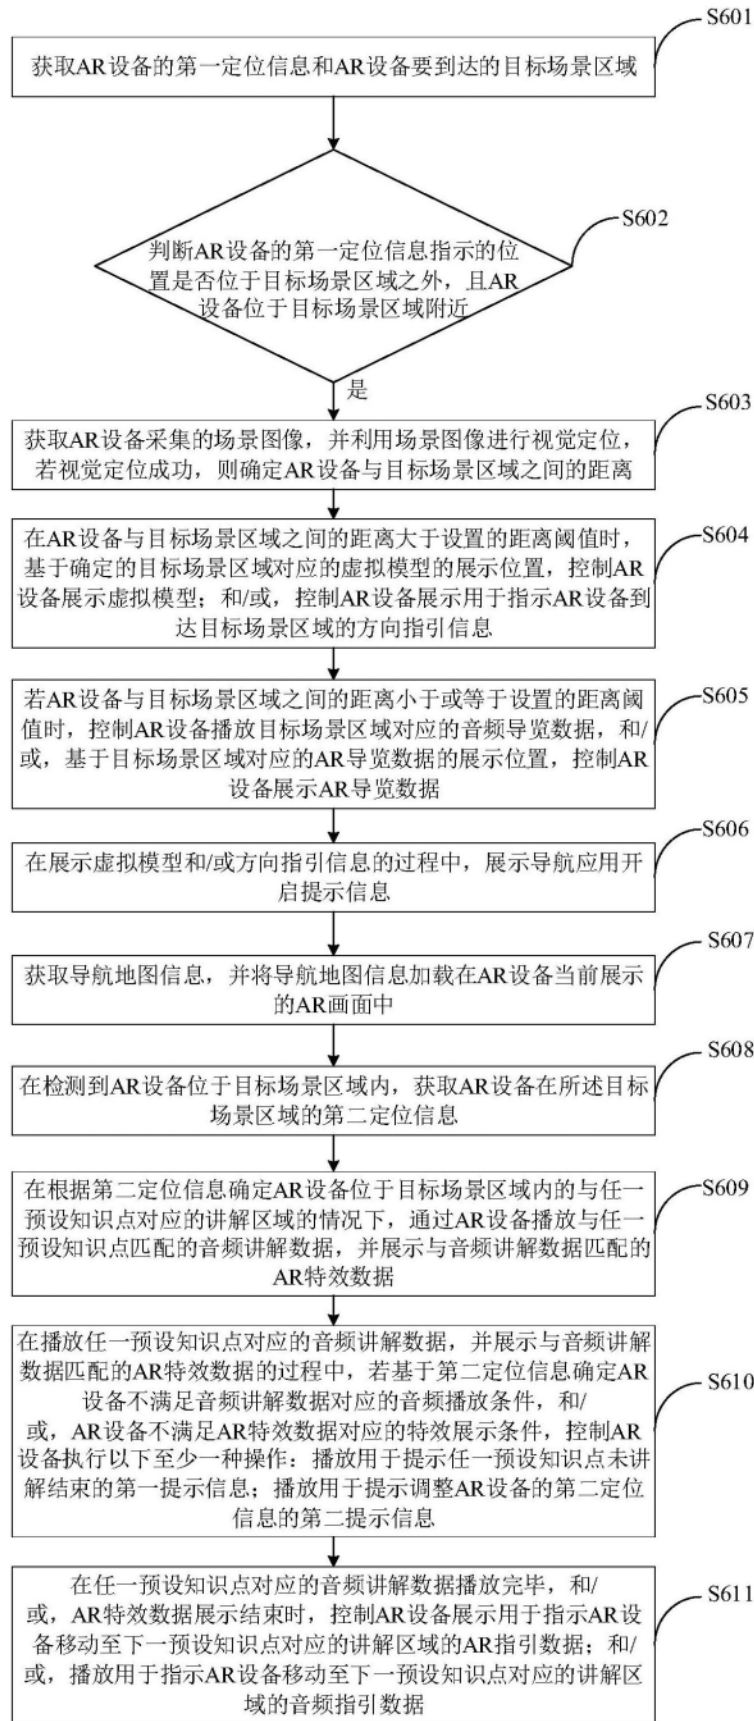 S601
获取AR设备的第一定位信息和AR设备要到达的目标场景区域
S602
判断AR设备的第一定位信息指示的位
置是否位于目标场景区域之外，且AR
设备位于目标场景区域附近
是
S603
获取AR设备采集的场景图像，并利用场景图像进行视觉定位，
若视觉定位成功，则确定AR设备与目标场景区域之间的距离
S604
在AR设备与目标场景区域之间的距离大于设置的距离阈值时，
基于确定的目标场景区域对应的虚拟模型的展示位置，控制AR
设备展示虚拟模型；和/或，控制AR设备展示用于指示AR设备到
达目标场景区域的方向指引信息
S605
若AR设备与目标场景区域之间的距离小于或等于设置的距离阈
值时，控制AR设备播放目标场景区域对应的音频导览数据，和/
或，基于目标场景区域对应的AR导览数据的展示位置，控制AR
设备展示AR导览数据
S606
在展示虚拟模型和/或方向指引信息的过程中，展示导航应用开
启提示信息
S607
获取导航地图信息，并将导航地图信息加载在AR设备当前展示
的AR画面中
S608
在检测到AR设备位于目标场景区域内，获取AR设备在所述目标
场景区域的第二定位信息
S609
在根据第二定位信息确定AR设备位于目标场景区域内的与任一
预设知识点对应的讲解区域的情况下，通过AR设备播放与任一
预设知识点匹配的音频讲解数据，并展示与音频讲解数据匹配的
AR特效数据
S610
在播放任一预设知识点对应的音频讲解数据，并展示与音频讲解
数据匹配的AR特效数据的过程中，若基于第二定位信息确定AR
设备不满足音频讲解数据对应的音频播放条件，和/
或，AR设备不满足AR特效数据对应的特效展示条件，控制AR
设备执行以下至少一种操作：播放用于提示任一预设知识点未讲
解结束的第一提示信息；播放用于提示调整AR设备的第二定位
信息的第二提示信息
S611
在任一预设知识点对应的音频讲解数据播放完毕，和/
或，AR特效数据展示结束时，控制AR设备展示用于指示AR设
备移动至下一预设知识点对应的讲解区域的AR指引数据；和/
或，播放用于指示AR设备移动至下一预设知识点对应的讲解区
域的音频指引数据